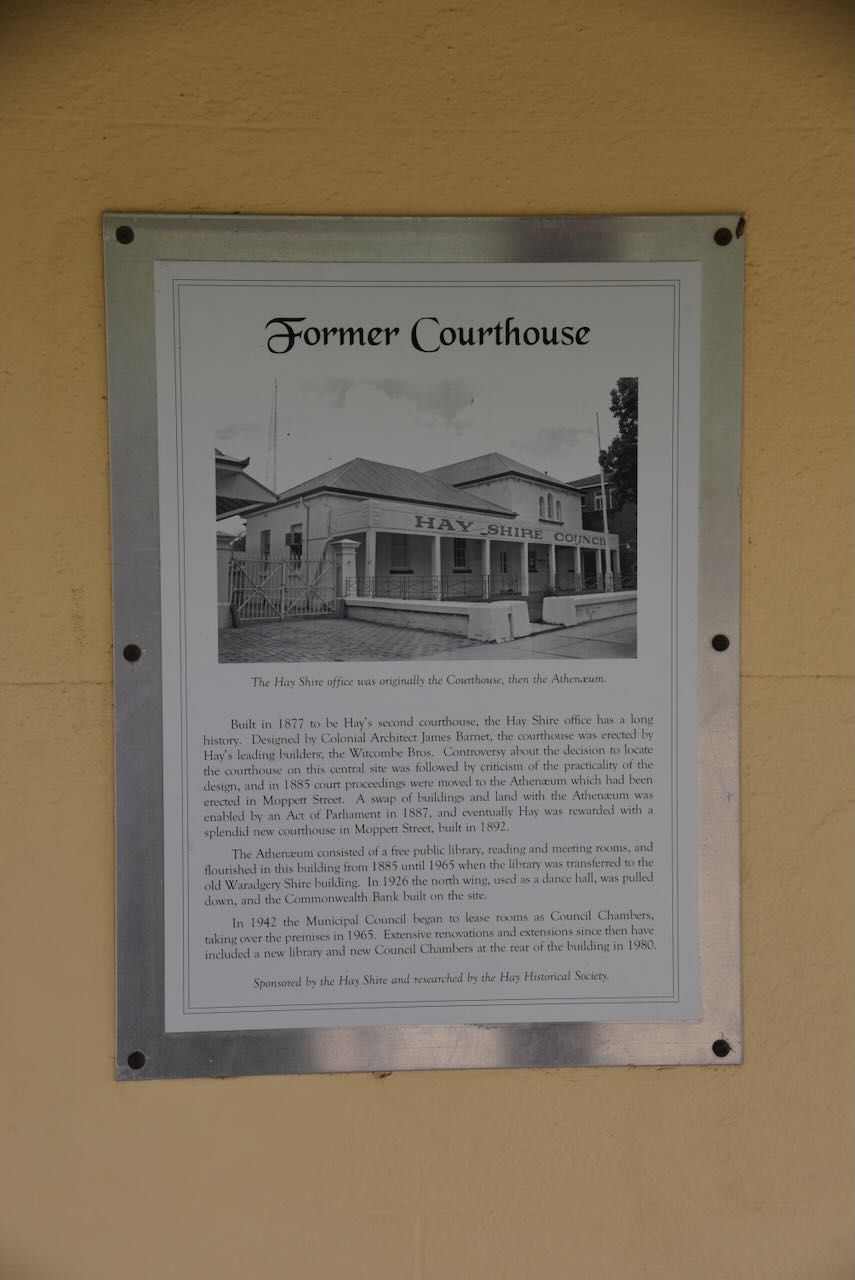 Former Courthouse
HAY SHIRE COUNCIL
The Hay Shire office was originally the Courthouse, then the Athenæum.
Built in 1877 to be Hay's second courthouse, the Hay Shire office has a long
history. Designed by Colonial Architect James Barnet, the courthouse was erected by
Hay's leading builders, the Witcombe Bros. Controversy about the decision to locate
the courthouse on this central site was followed by criticism of the practicality of the
design, and in 1885 court proceedings were moved to the Athenæum which had been
erected in Moppett Street. A swap of buildings and land with the Athenæum was
enabled by an Act of Parliament in 1887, and eventually Hay was rewarded with a
splendid new courthouse in Moppett Street, built in 1892.
The Athenæum consisted of a free public library, reading and meeting rooms, and
flourished in this building from 1885 until 1965 when the library was transferred to the
old Waradgery Shire building. In 1926 the north wing, used as a dance hall, was pulled
down, and the Commonwealth Bank built on the site.
In 1942 the Municipal Council began to lease rooms as Council Chambers,
taking over the premises in 1965. Extensive renovations and extensions since then have
included a new library and new Council Chambers at the rear of the building in 1980.
Sponsored by the Hay Shire and researched by the Hay Historical Society.